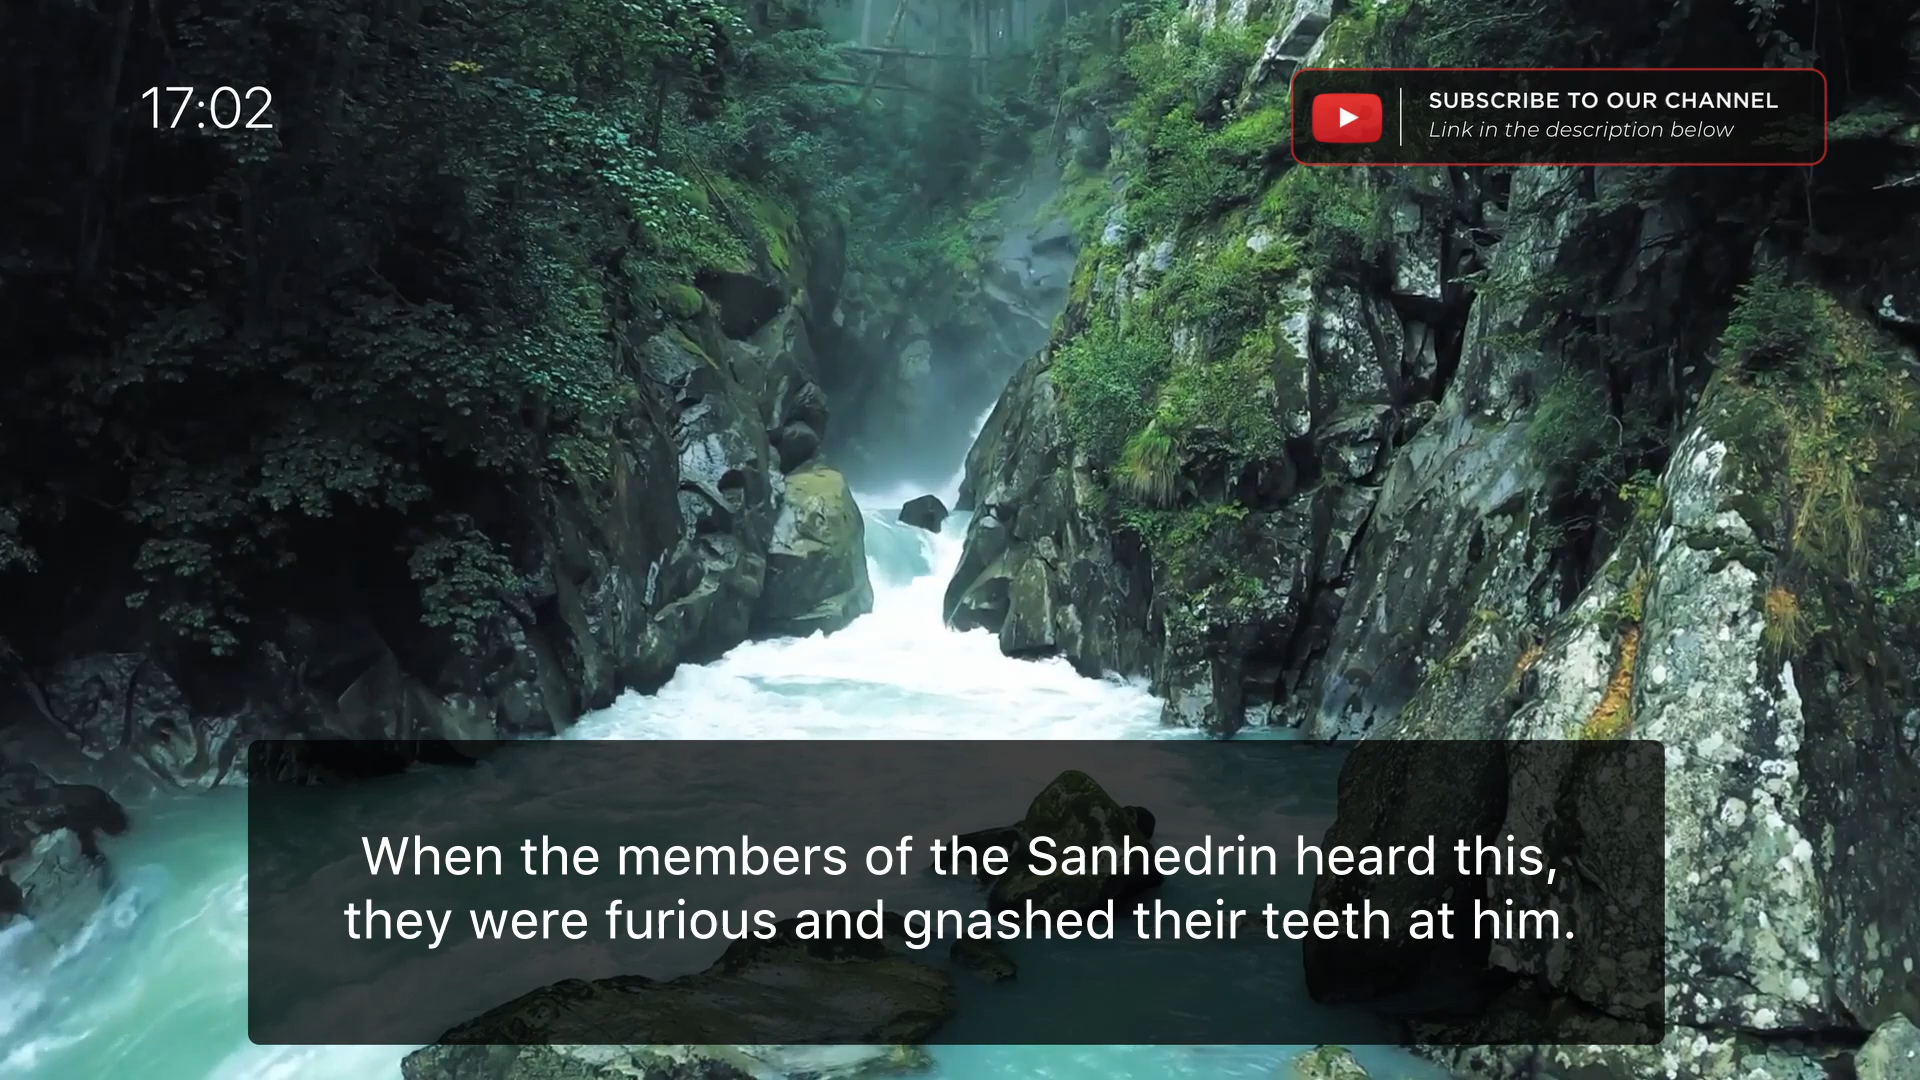 17:02
SUBSCRIBE TO OUR CHANNEL
Link in the description below
When the members of the Sanhedrin heard this,
they were furious and gnashed their teeth at him.